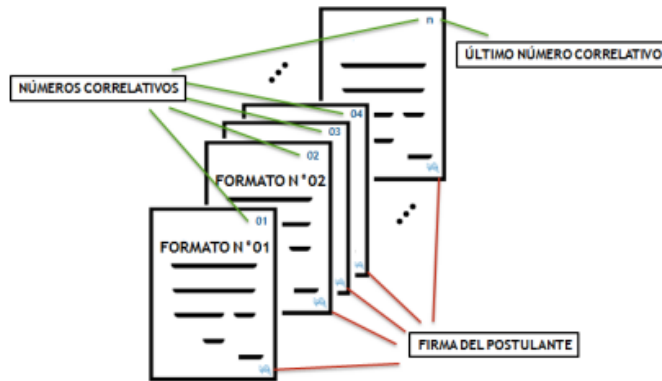 n
ÚLTIMO NÚMERO CORRELATIVO
NÚMEROS CORRELATIVOS
04
03
02
FORMATO N°02
01
FORMATO N°01
FIRMA DEL POSTULANTE